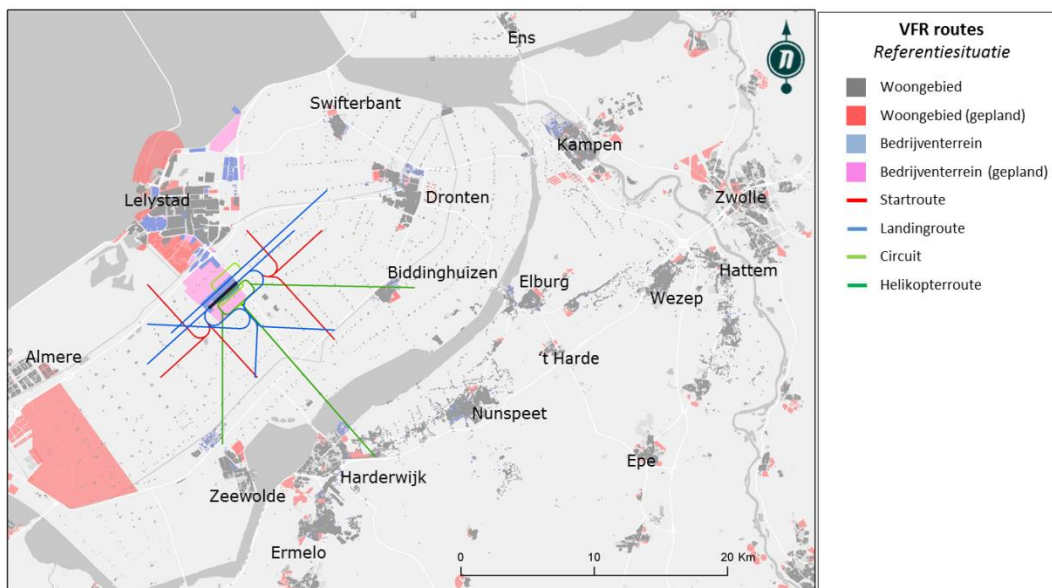 Ens
Swifterbant
Kampen
Lelystad
Dronten
Zwolle
Biddinghuizen
Hattem
Elburg
Wezep
Almere
't Harde
Nunspeet
Epe
Harderwijk
Zeewolde
Ermelo
0 10 20 Km
n
VFR routes
Referentiesituatie
Woongebied
Woongebied (gepland)
Bedrijventerrein
Bedrijventerrein (gepland)
Startroute
Landingroute
Circuit
Helikopterroute